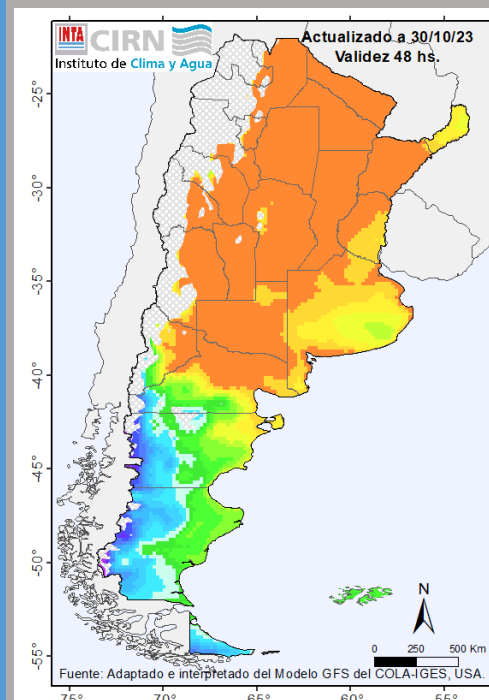 INTA CIRN
Instituto de Clima y Agua
Actualizado a 30/10/23
Validez 48 hs.
-25°
-30°
-35°
-40°
-45°
-50°
-55°
N
0 250 500 Km
Fuente: Adaptado e interpretado del Modelo GFS del COLA-IGES, USA.
-75° -70° -65° -60° -55°